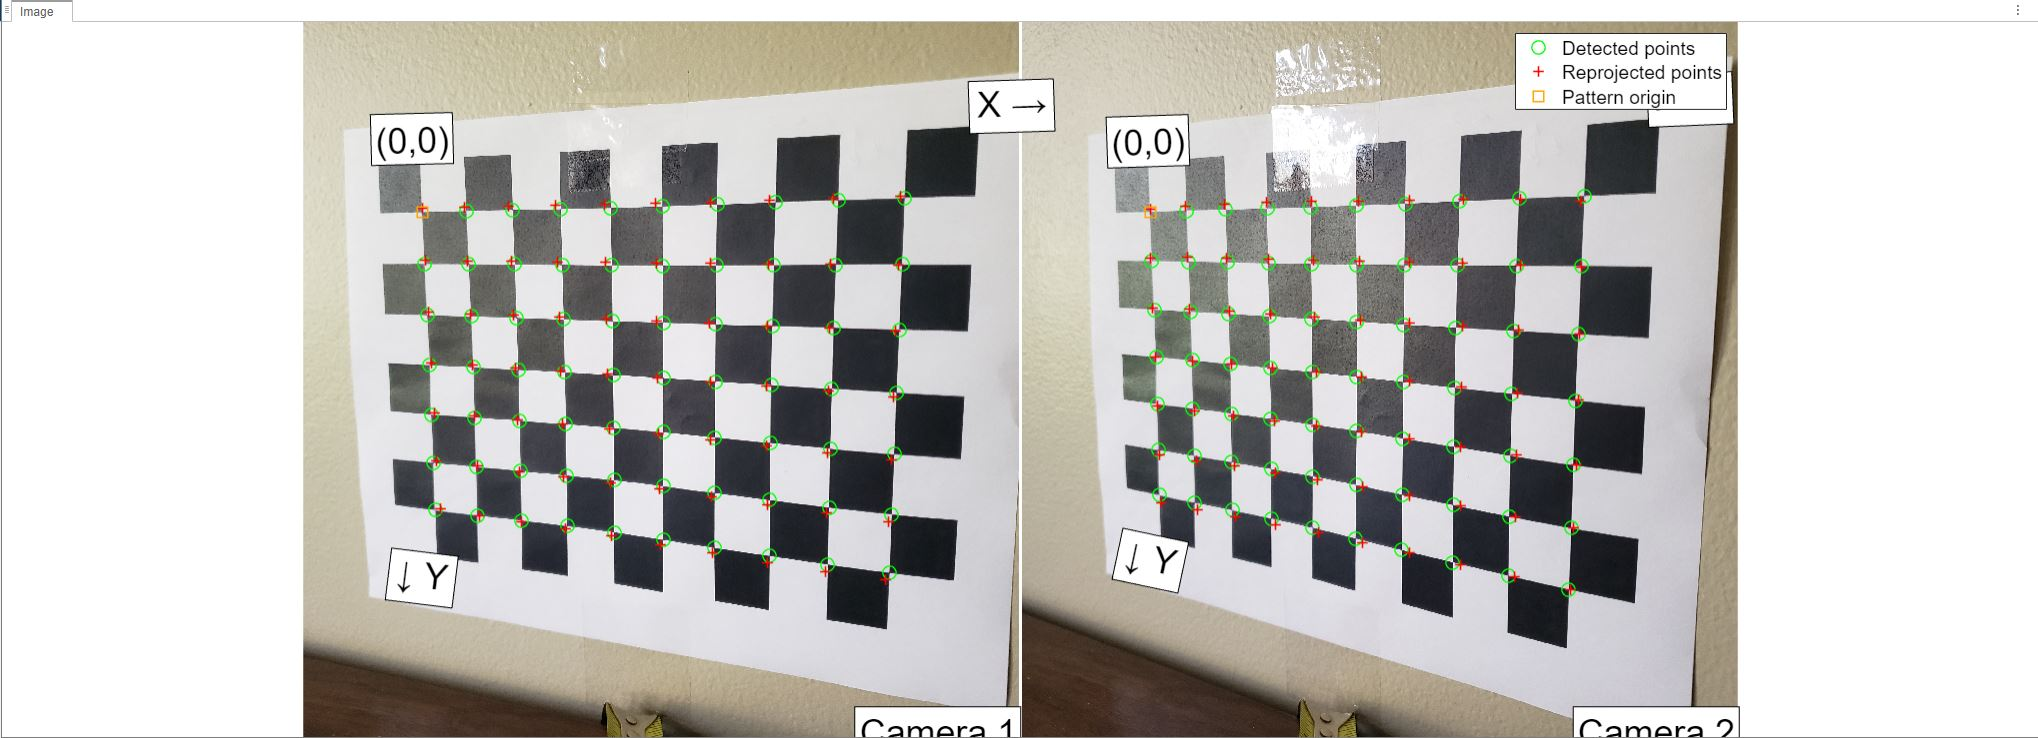 Image
(0,0)
X →
↓ Y
Camera 1
(0,0)
Detected points
Reprojected points
Pattern origin
↓ Y
Camera 2